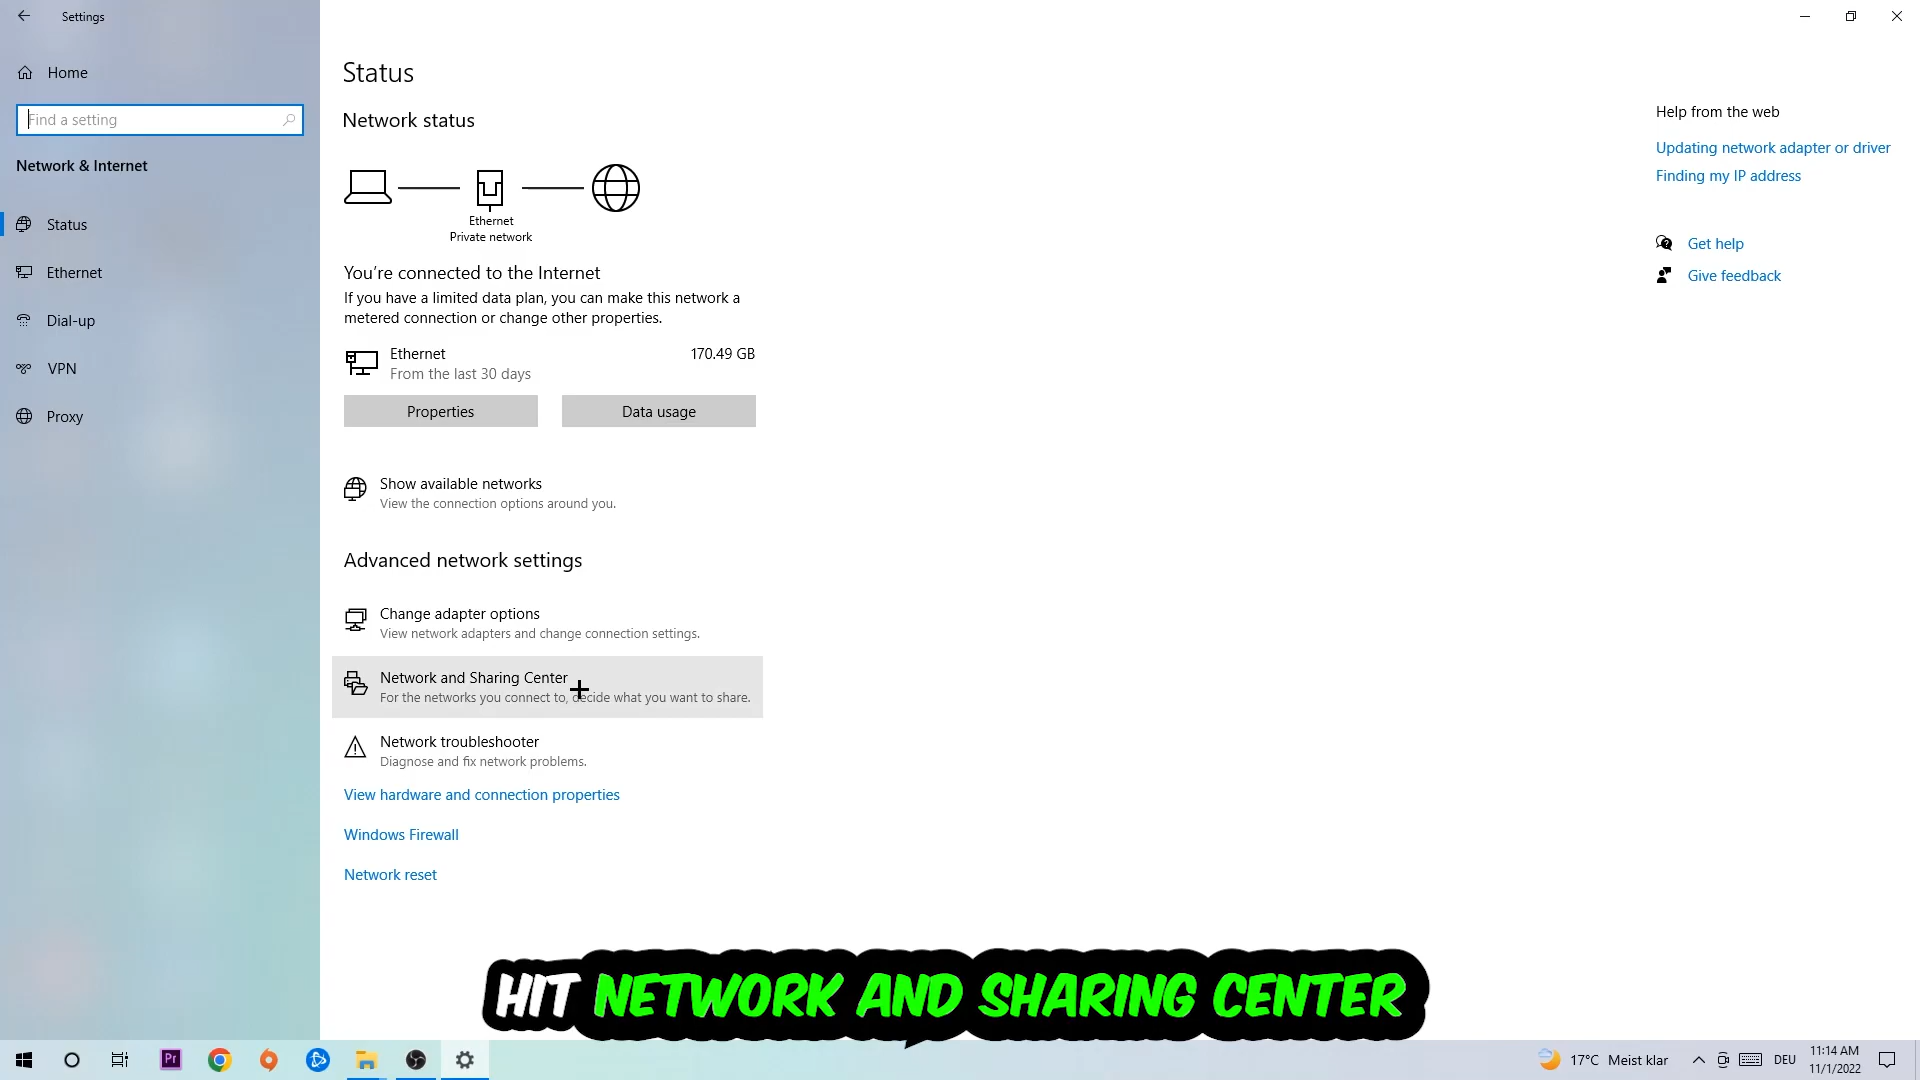 Settings
Home
Find a setting
Network & Internet
Status
Ethernet
Dial-up
VPN
Proxy
Status
Network status
Ethernet
Private network
You're connected to the Internet
If you have a limited data plan, you can make this network a
metered connection or change other properties.
Ethernet
170.49 GB
From the last 30 days
Properties
Data usage
Show available networks
View the connection options around you.
Advanced network settings
Change adapter options
View network adapters and change connection settings.
Network and Sharing Center
For the networks you connect to, decide what you want to share.
Network troubleshooter
Diagnose and fix network problems.
View hardware and connection properties
Windows Firewall
Network reset
Help from the web
Updating network adapter or driver
Finding my IP address
Get help
Give feedback
HIT NETWORK AND SHARING CENTER
Pr
17°C Meist klar
DEU
11:14 AM
11/1/2022